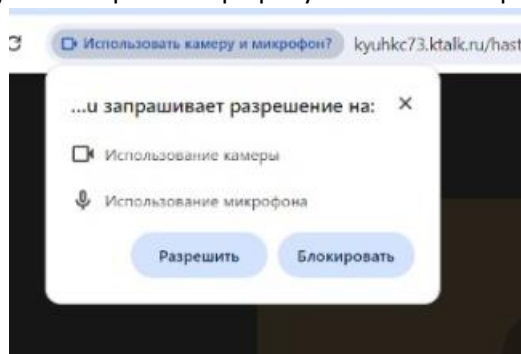 Использовать камеру и микрофон? kyuhkc73.ktalk.ru/hast
...u запрашивает разрешение на:
Использование камеры
Использование микрофона
Разрешить Блокировать